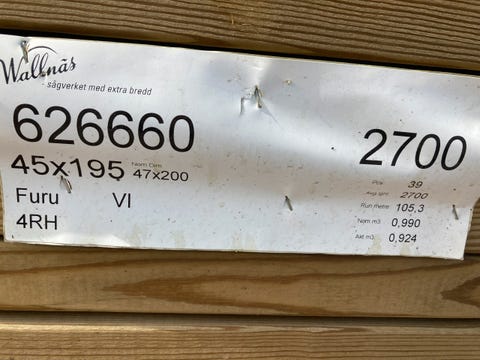 Wallnäs
- sågverket med extra bredd
626660
2700
45x195 Nom Dim 47x200
Furu VI
4RH
Pcs 39
Avg lght 2700
Run metre 105,3
Nom m3 0,990
Akt m3 0,924